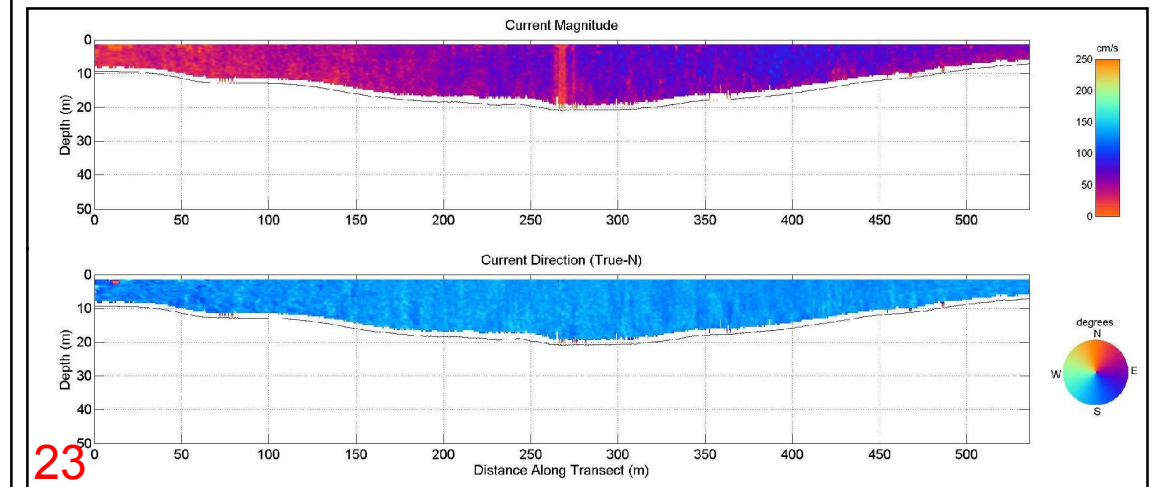 Current Magnitude
0
10
20
30
40
50
Depth (m)
0 50 100 150 200 250 300 350 400 450 500
cm/s
250
200
150
100
50
0
Current Direction (True-N)
0
10
20
30
40
50
Depth (m)
0 50 100 150 200 250 300 350 400 450 500
Distance Along Transect (m)
degrees
N
W E
S
23